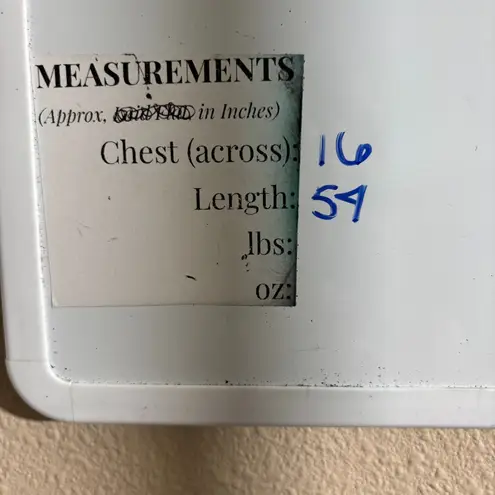 MEASUREMENTS
(Approx, in Inches)
Chest (across): 16
Length: 54
lbs:
oz: